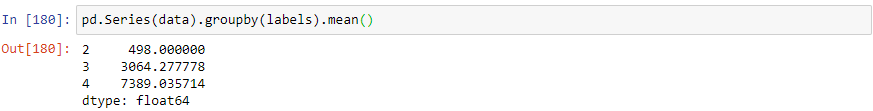 In [180]: pd.Series(data).groupby(labels).mean()
Out[180]: 2     498.000000
3    3064.277778
4    7389.035714
dtype: float64